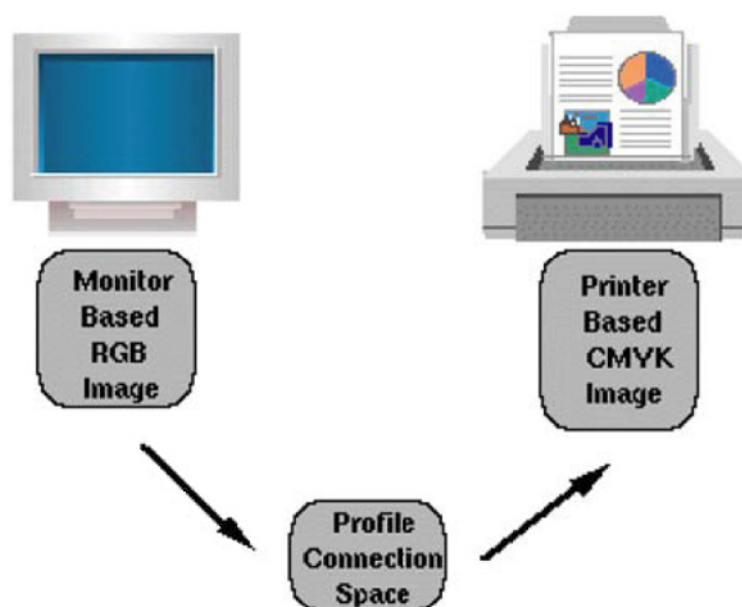 Monitor
Based
RGB
Image
Printer
Based
CMYK
Image
Profile
Connection
Space